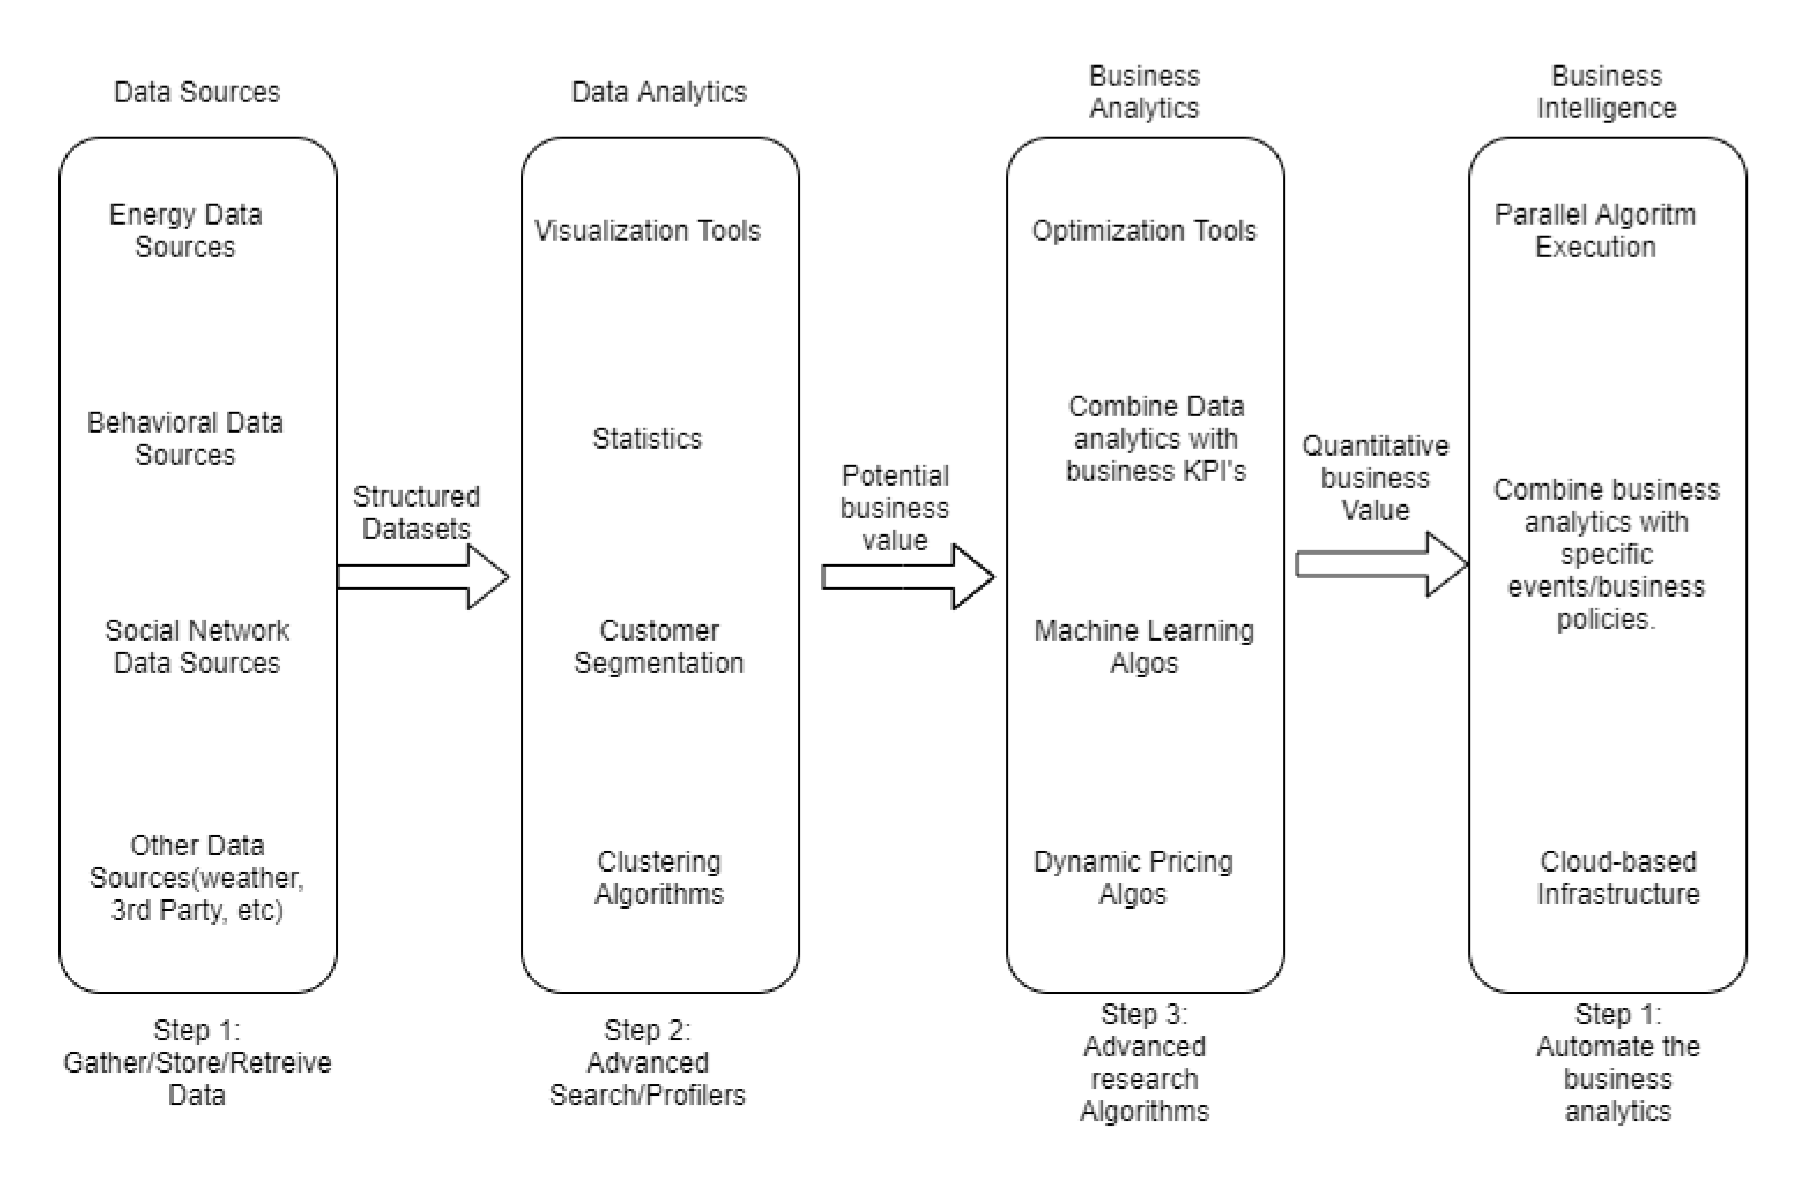 Data Sources
Energy Data
Sources
Behavioral Data
Sources
Social Network
Data Sources
Other Data
Sources(weather,
3rd Party, etc)
Step 1:
Gather/Store/Retreive
Data
Structured
Datasets
Data Analytics
Visualization Tools
Statistics
Customer
Segmentation
Clustering
Algorithms
Step 2:
Advanced
Search/Profilers
Potential
business
value
Business
Analytics
Optimization Tools
Combine Data
analytics with
business KPI's
Machine Learning
Algos
Dynamic Pricing
Algos
Step 3:
Advanced
research
Algorithms
Quantitative
business
Value
Business
Intelligence
Parallel Algoritm
Execution
Combine business
analytics with
specific
events/business
policies.
Cloud-based
Infrastructure
Step 1:
Automate the
business
analytics